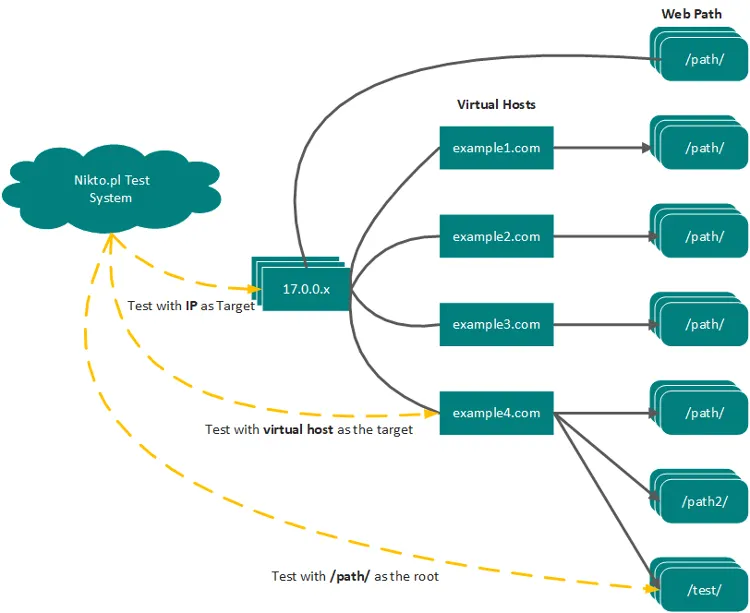 Web Path
/path/
Virtual Hosts
example1.com
/path/
Nikto.pl Test
System
example2.com
/path/
17.0.0.x
Test with IP as Target
example3.com
/path/
example4.com
/path/
Test with virtual host as the target
/path2/
Test with /path/ as the root
/test/